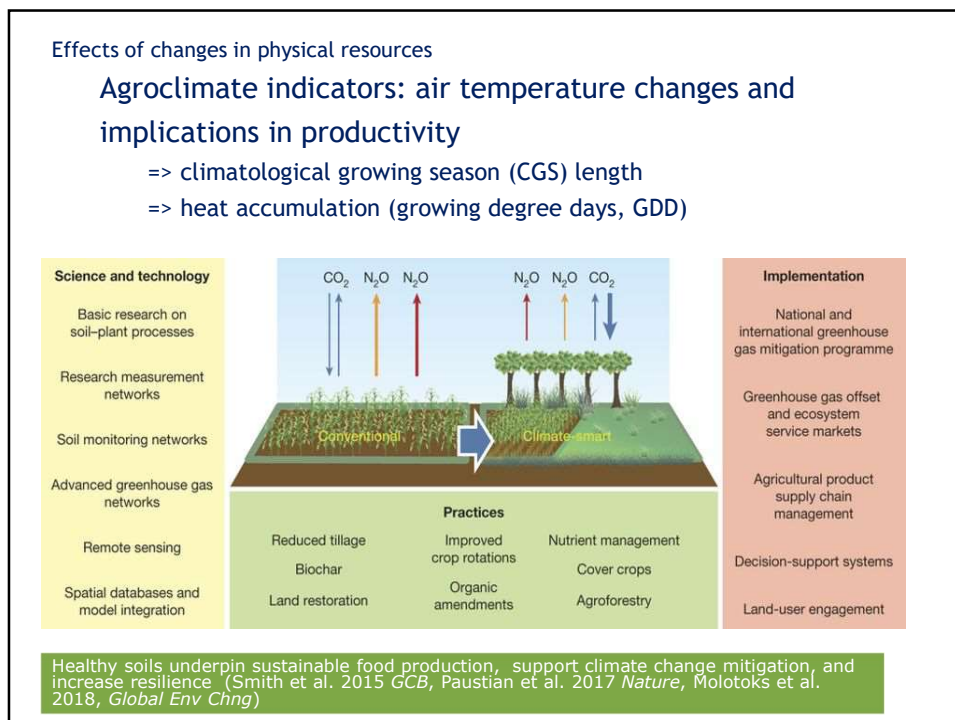 Effects of changes in physical resources
Agroclimate indicators: air temperature changes and
implications in productivity
=> climatological growing season (CGS) length
=> heat accumulation (growing degree days, GDD)
Science and technology
Basic research on
soil–plant processes
Research measurement
networks
Soil monitoring networks
Advanced greenhouse gas
networks
Remote sensing
Spatial databases and
model integration
CO₂ N₂O N₂O
N₂O N₂O CO₂
Conventional
Climate-smart
Practices
Reduced tillage
Biochar
Land restoration
Improved
crop rotations
Organic
amendments
Nutrient management
Cover crops
Agroforestry
Implementation
National and
international greenhouse
gas mitigation programme
Greenhouse gas offset
and ecosystem
service markets
Agricultural product
supply chain
management
Decision-support systems
Land-user engagement
Healthy soils underpin sustainable food production, support climate change mitigation, and
increase resilience (Smith et al. 2015 GCB, Paustian et al. 2017 Nature, Molotoks et al.
2018, Global Env Chng)